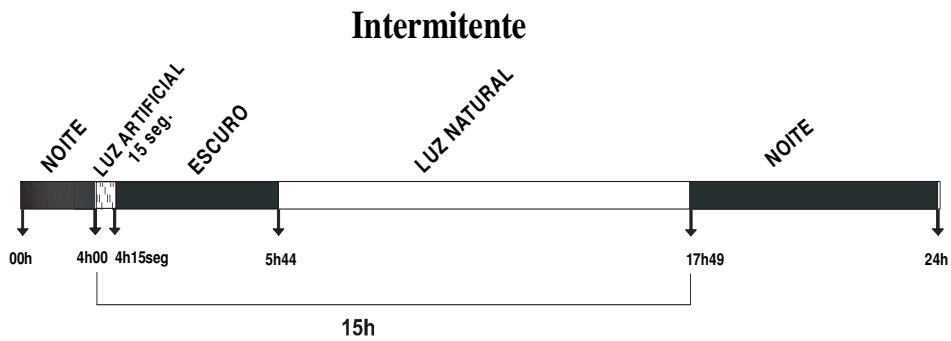 Intermitente
NOITE
LUZ ARTIFICIAL
15 seg.
ESCURO
LUZ NATURAL
NOITE
00h
4h00
4h15seg
5h44
17h49
24h
15h